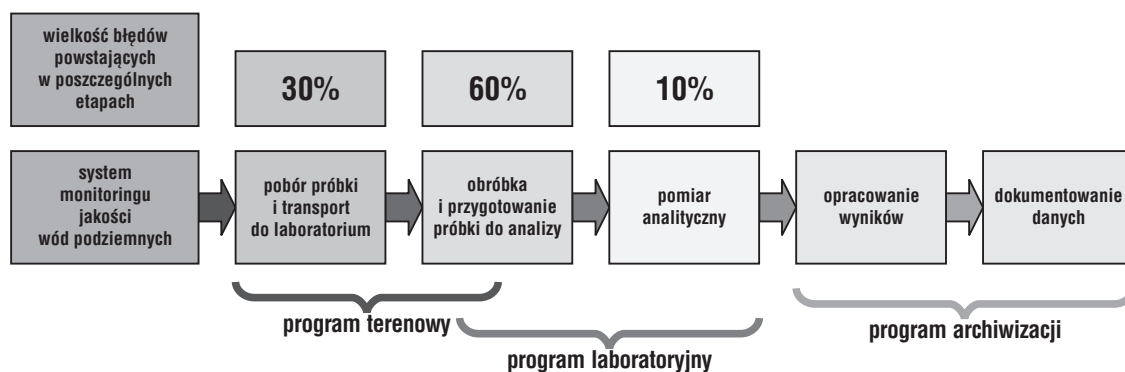 wielkość błędów
powstających
w poszczególnych
etapach
30%
60%
10%
system
monitoringu
jakości
wód podziemnych
pobór próbki
i transport
do laboratorium
obróbka
i przygotowanie
próbki do analizy
pomiar
analityczny
opracowanie
wyników
dokumentowanie
danych
program terenowy
program laboratoryjny
program archiwizacji